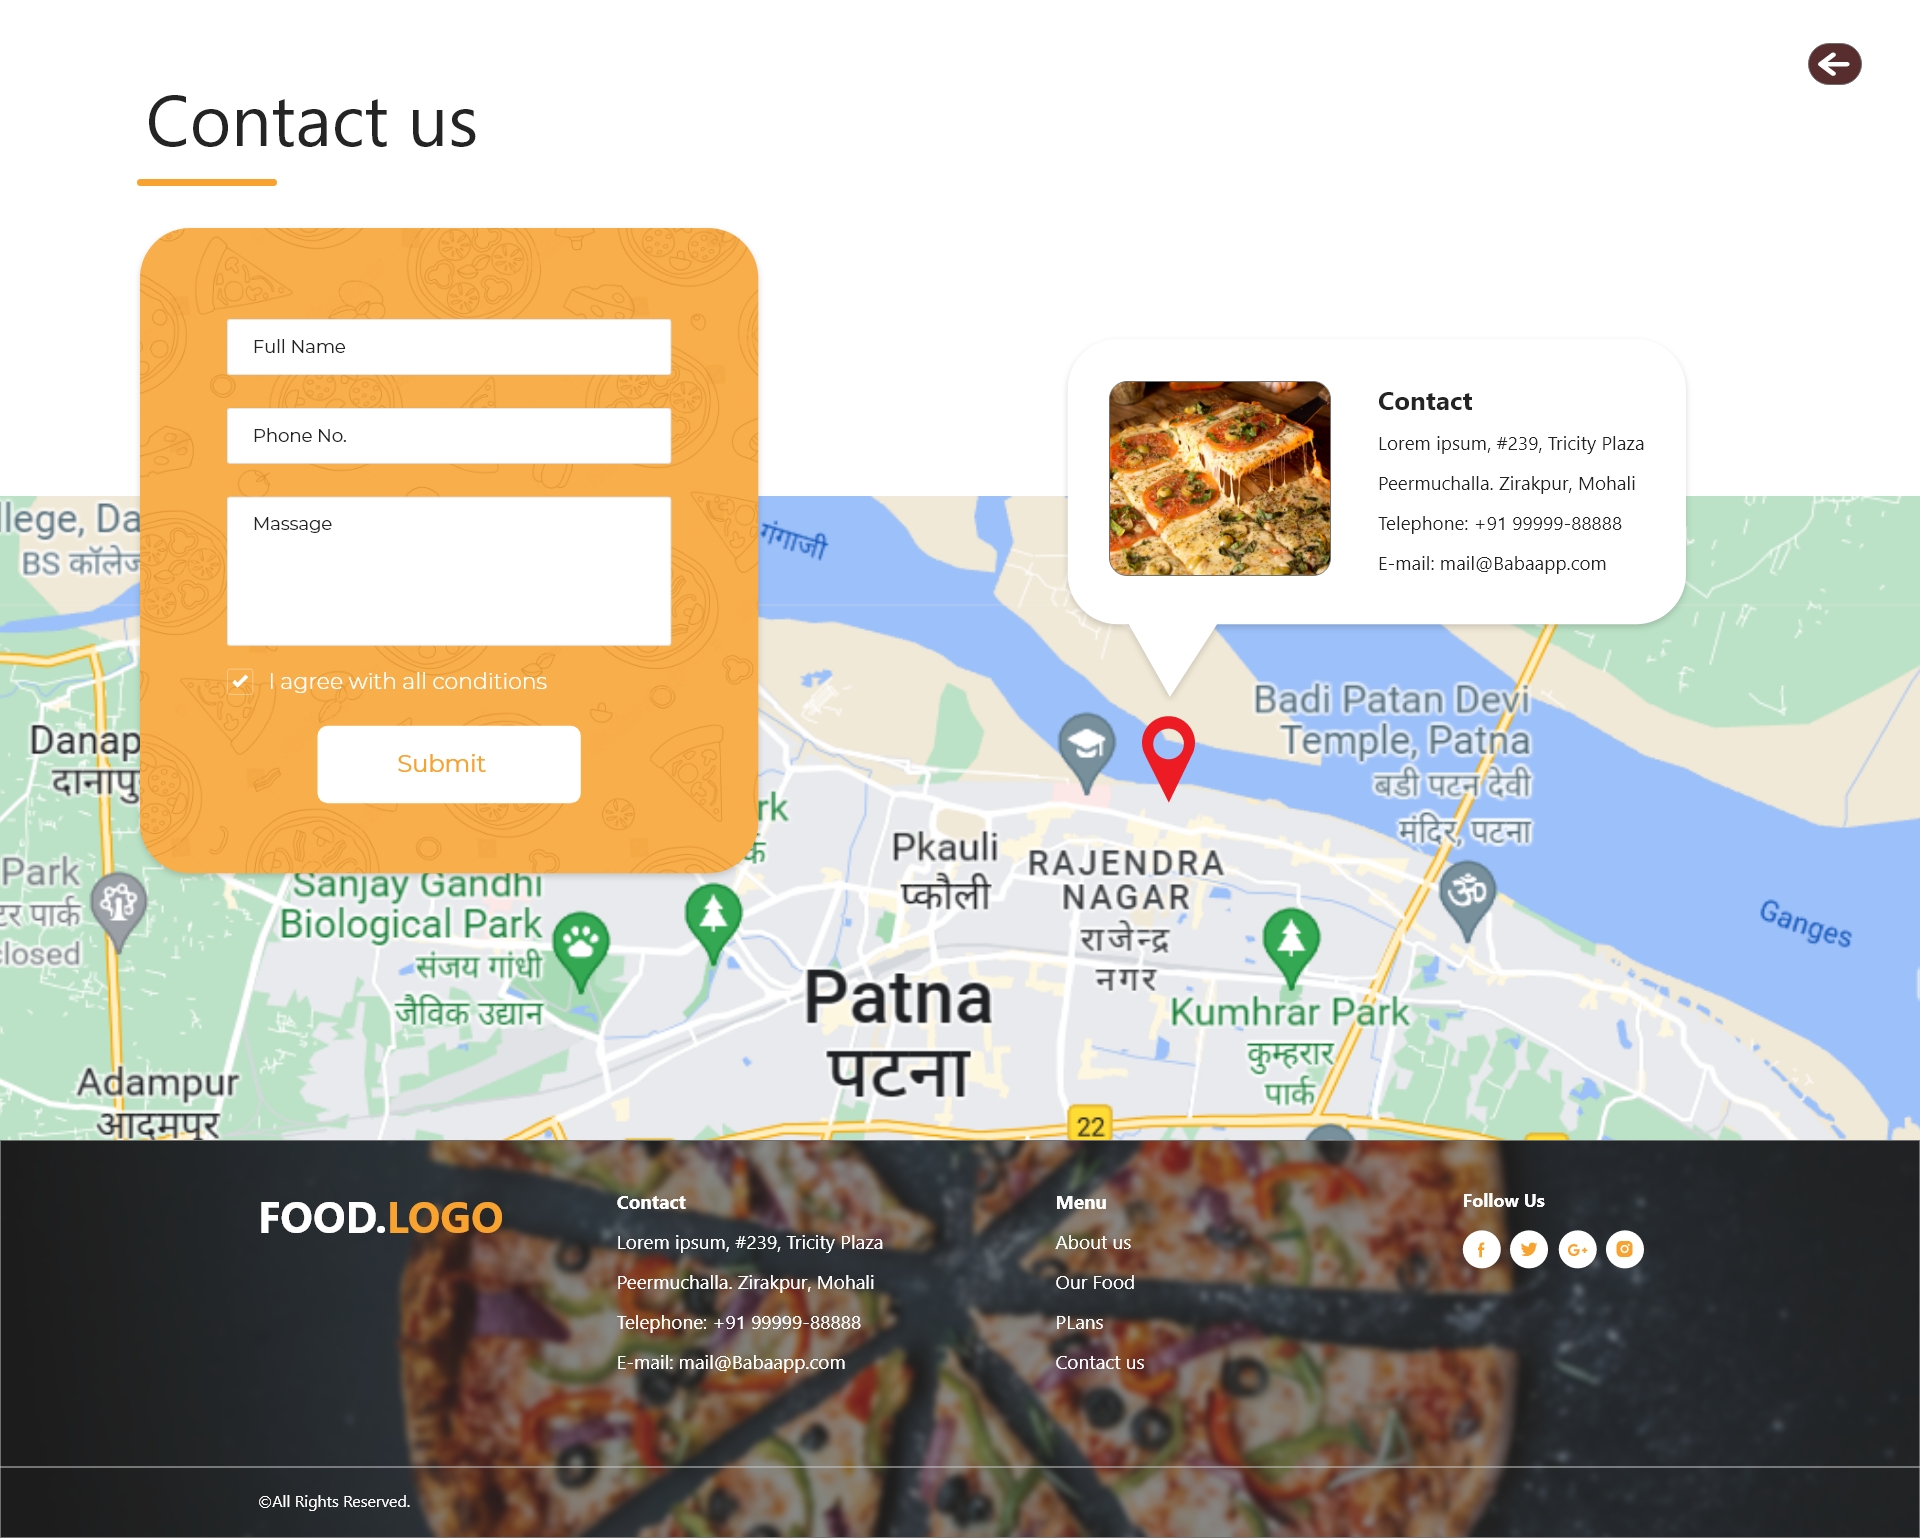 Contact us
Full Name
Phone No.
Massage
I agree with all conditions
Submit
Contact
Lorem ipsum, #239, Tricity Plaza
Peermuchalla. Zirakpur, Mohali
Telephone: +91 99999-88888
E-mail: mail@Babaapp.com
llege, Da
BS कॉलेज
गंगाजी
Danap
दानापु
Badi Patan Devi
Temple, Patna
बडी पटन देवी
मंदिर, पटना
rk
र्क
Park
टर पार्क
closed
Sanjay Gandhi
Biological Park
संजय गांधी
जैविक उद्यान
Pkauli
प्कौली
RAJENDRA
NAGAR
राजेन्द्र
नगर
Ganges
Patna
पटना
Kumhrar Park
कुम्हरार
पार्क
Adampur
आदमपुर
22
FOOD.LOGO
Contact
Lorem ipsum, #239, Tricity Plaza
Peermuchalla. Zirakpur, Mohali
Telephone: +91 99999-88888
E-mail: mail@Babaapp.com
Menu
About us
Our Food
PLans
Contact us
Follow Us
©All Rights Reserved.